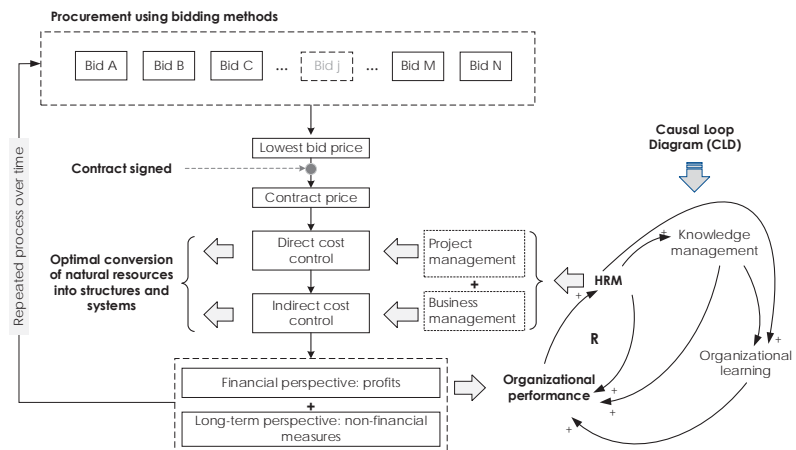 Procurement using bidding methods
Bid A
Bid B
Bid C
...
Bid j
...
Bid M
Bid N
Lowest bid price
Contract signed
Contract price
Repeated process over time
Optimal conversion
of natural resources
into structures and
systems
Direct cost
control
Project
management
+
Indirect cost
control
Business
management
Financial perspective: profits
+
Long-term perspective: non-financial
measures
Causal Loop
Diagram (CLD)
Knowledge
management
+
HRM
+
R
Organizational
learning
+
Organizational
performance
+
+
+